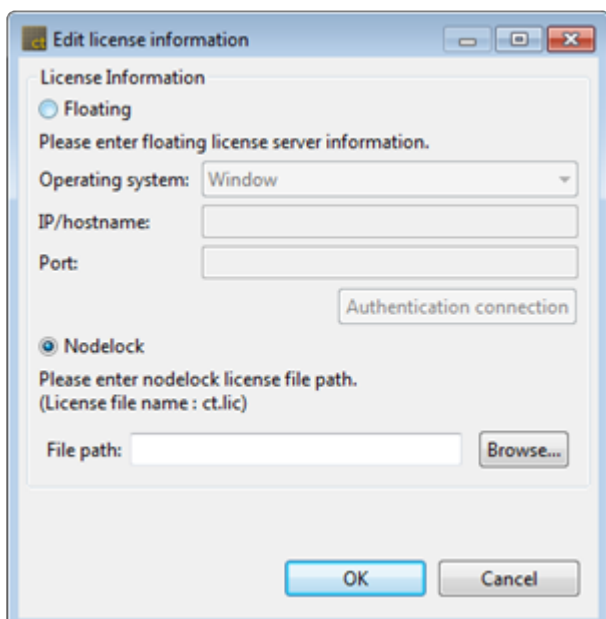 ct Edit license information
License Information
Floating
Please enter floating license server information.
Operating system: Window
IP/hostname:
Port:
Authentication connection
Nodelock
Please enter nodelock license file path.
(License file name : ct.lic)
File path: Browse...
OK Cancel